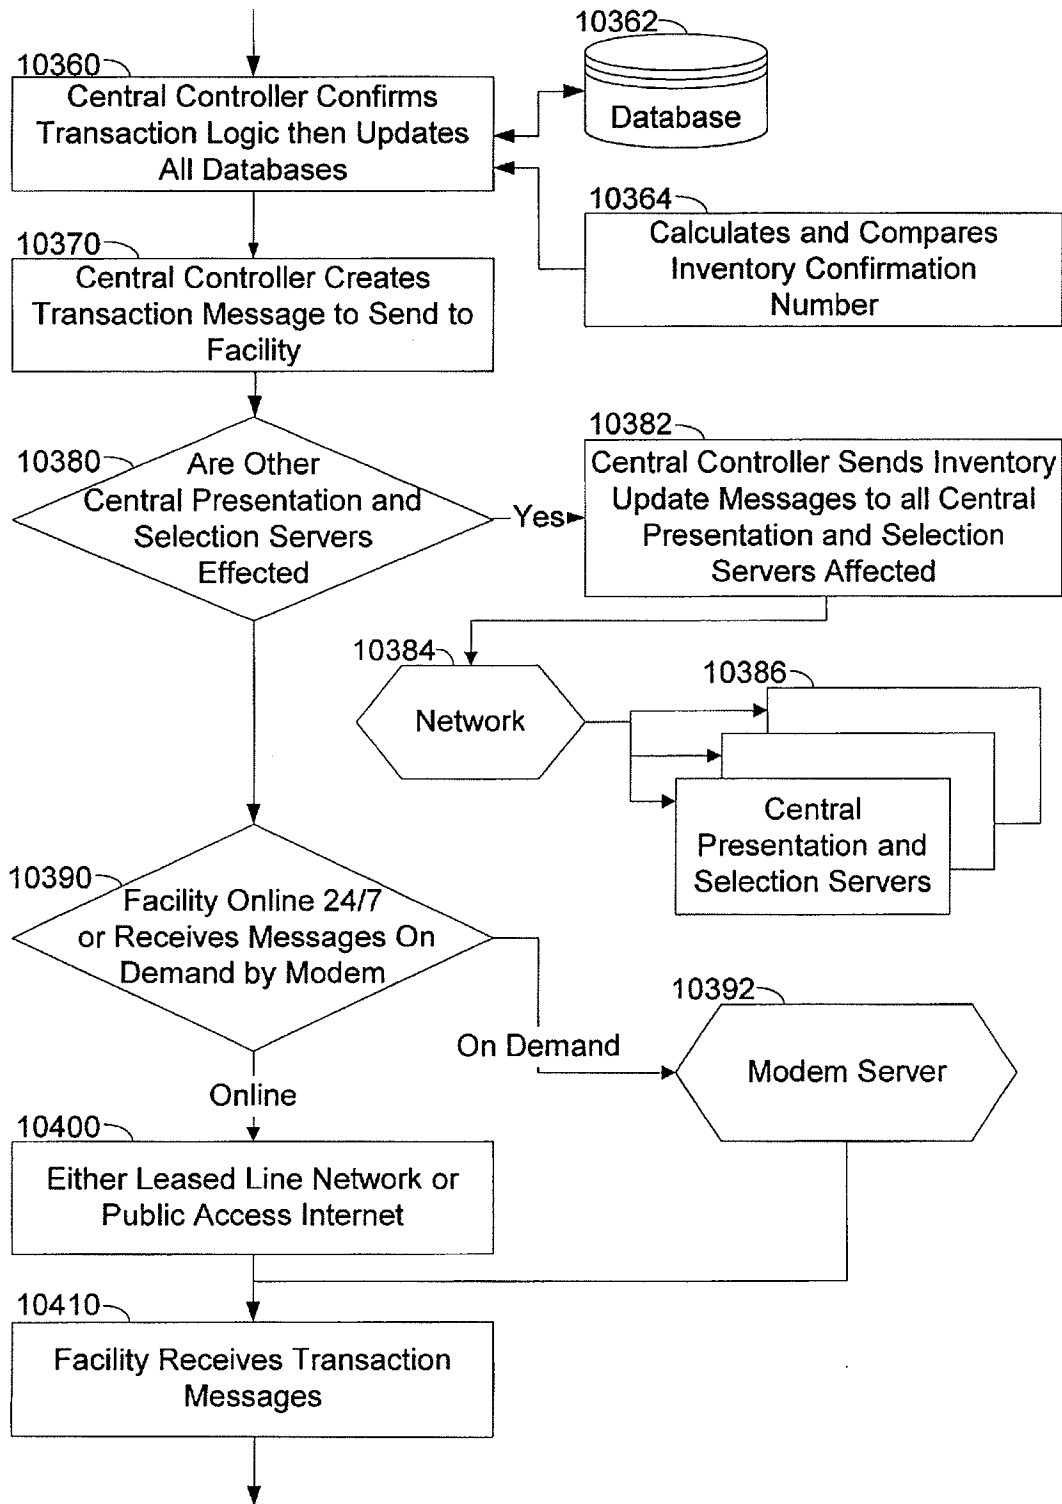 10360
Central Controller Confirms
Transaction Logic then Updates
All Databases
10362
Database
10364
Calculates and Compares
Inventory Confirmation
Number
10370
Central Controller Creates
Transaction Message to Send to
Facility
10380
Are Other
Central Presentation and
Selection Servers
Effected
Yes
10382
Central Controller Sends Inventory
Update Messages to all Central
Presentation and Selection
Servers Affected
10384
Network
10386
Central
Presentation and
Selection Servers
10390
Facility Online 24/7
or Receives Messages On
Demand by Modem
On Demand
10392
Modem Server
Online
10400
Either Leased Line Network or
Public Access Internet
10410
Facility Receives Transaction
Messages